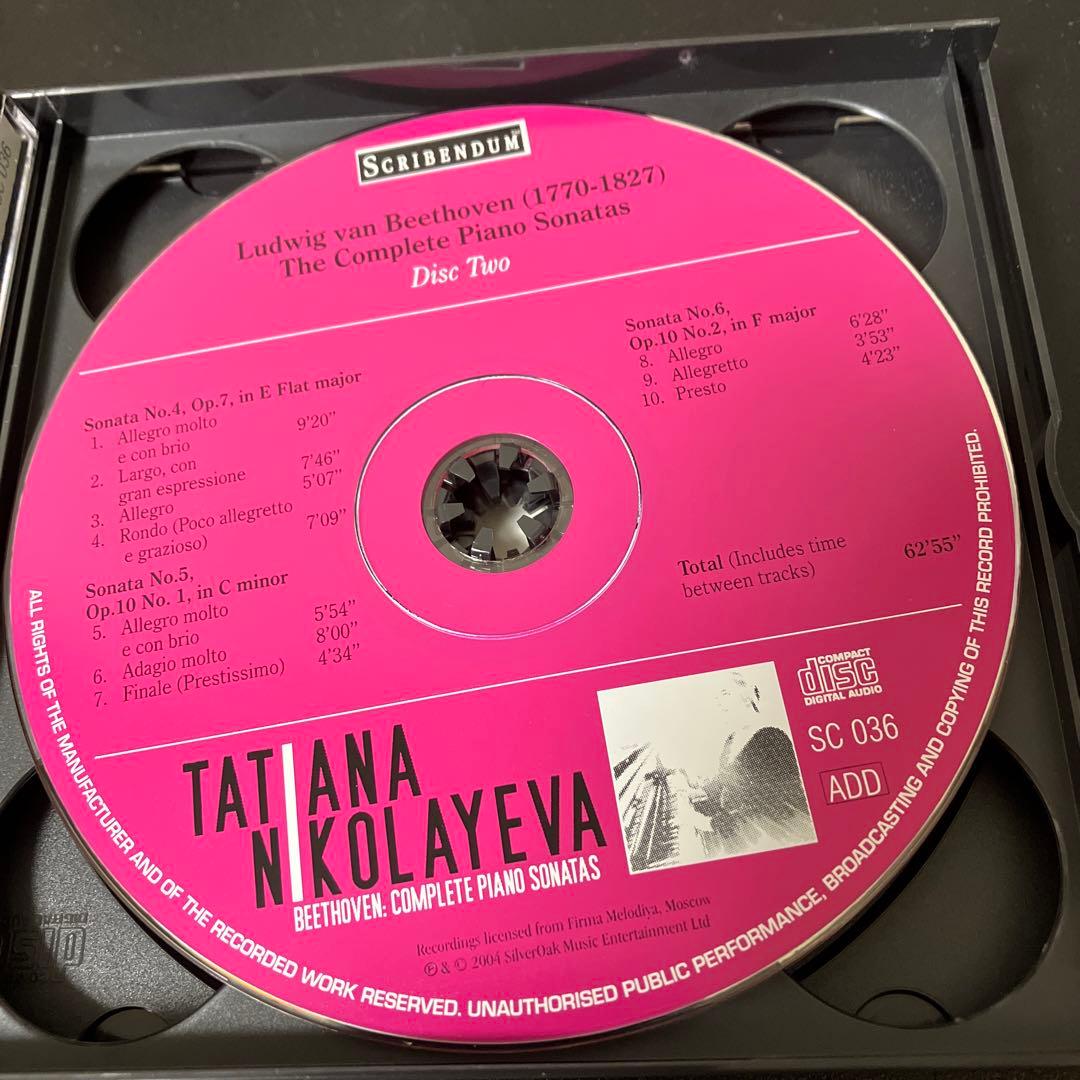 SCRIBENDUM
Ludwig van Beethoven (1770-1827)
The Complete Piano Sonatas
Disc Two
Sonata No.4, Op.7, in E Flat major
1. Allegro molto
e con brio 9'20"
2. Largo, con
gran espressione 7'46"
3. Allegro 5'07"
4. Rondo (Poco allegretto
e grazioso) 7'09"
Sonata No.5,
Op.10 No. 1, in C minor
5. Allegro molto
e con brio 5'54"
6. Adagio molto 8'00"
7. Finale (Prestissimo) 4'34"
Sonata No.6,
Op.10 No.2, in F major
8. Allegro 6'28"
9. Allegretto 3'53"
10. Presto 4'23"
Total (Includes time
between tracks) 62'55"
COMPACT
disc
DIGITAL AUDIO
SC 036
ADD
TATIANA
NIKOLAYEVA
BEETHOVEN: COMPLETE PIANO SONATAS
Recordings licensed from Firma Melodiya, Moscow
℗ & © 2004 SilverOak Music Entertainment Ltd
ALL RIGHTS OF THE MANUFACTURER AND OF THE RECORDED WORK RESERVED. UNAUTHORISED PUBLIC PERFORMANCE, BROADCASTING AND COPYING OF THIS RECORD PROHIBITED.